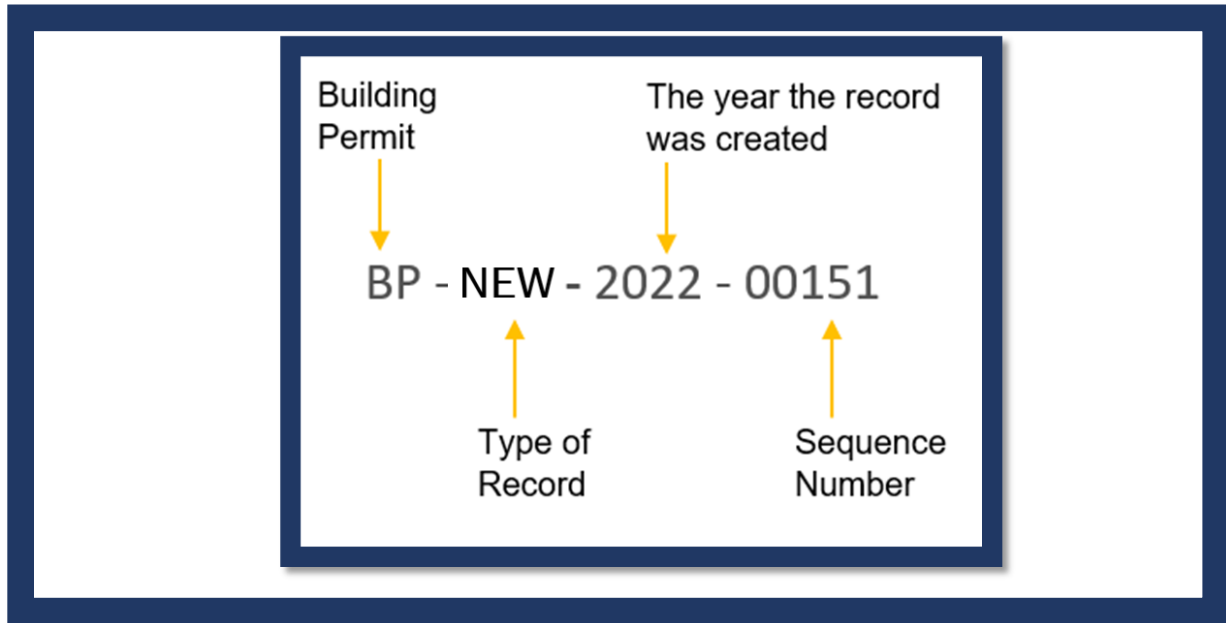 Building
Permit
The year the record
was created
BP - NEW - 2022 - 00151
Type of
Record
Sequence
Number